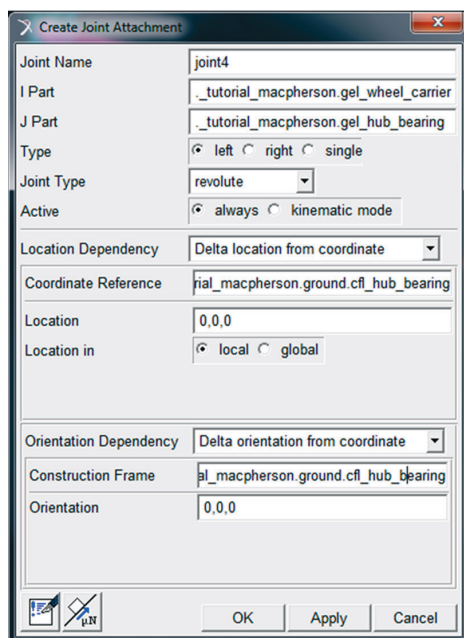 Create Joint Attachment
Joint Name joint4
I Part ._tutorial_macpherson.gel_wheel_carrier
J Part ._tutorial_macpherson.gel_hub_bearing
Type left right single
Joint Type revolute
Active always kinematic mode
Location Dependency Delta location from coordinate
Coordinate Reference rial_macpherson.ground.cfl_hub_bearing
Location 0,0,0
Location in local global
Orientation Dependency Delta orientation from coordinate
Construction Frame al_macpherson.ground.cfl_hub_bearing
Orientation 0,0,0
μN OK Apply Cancel